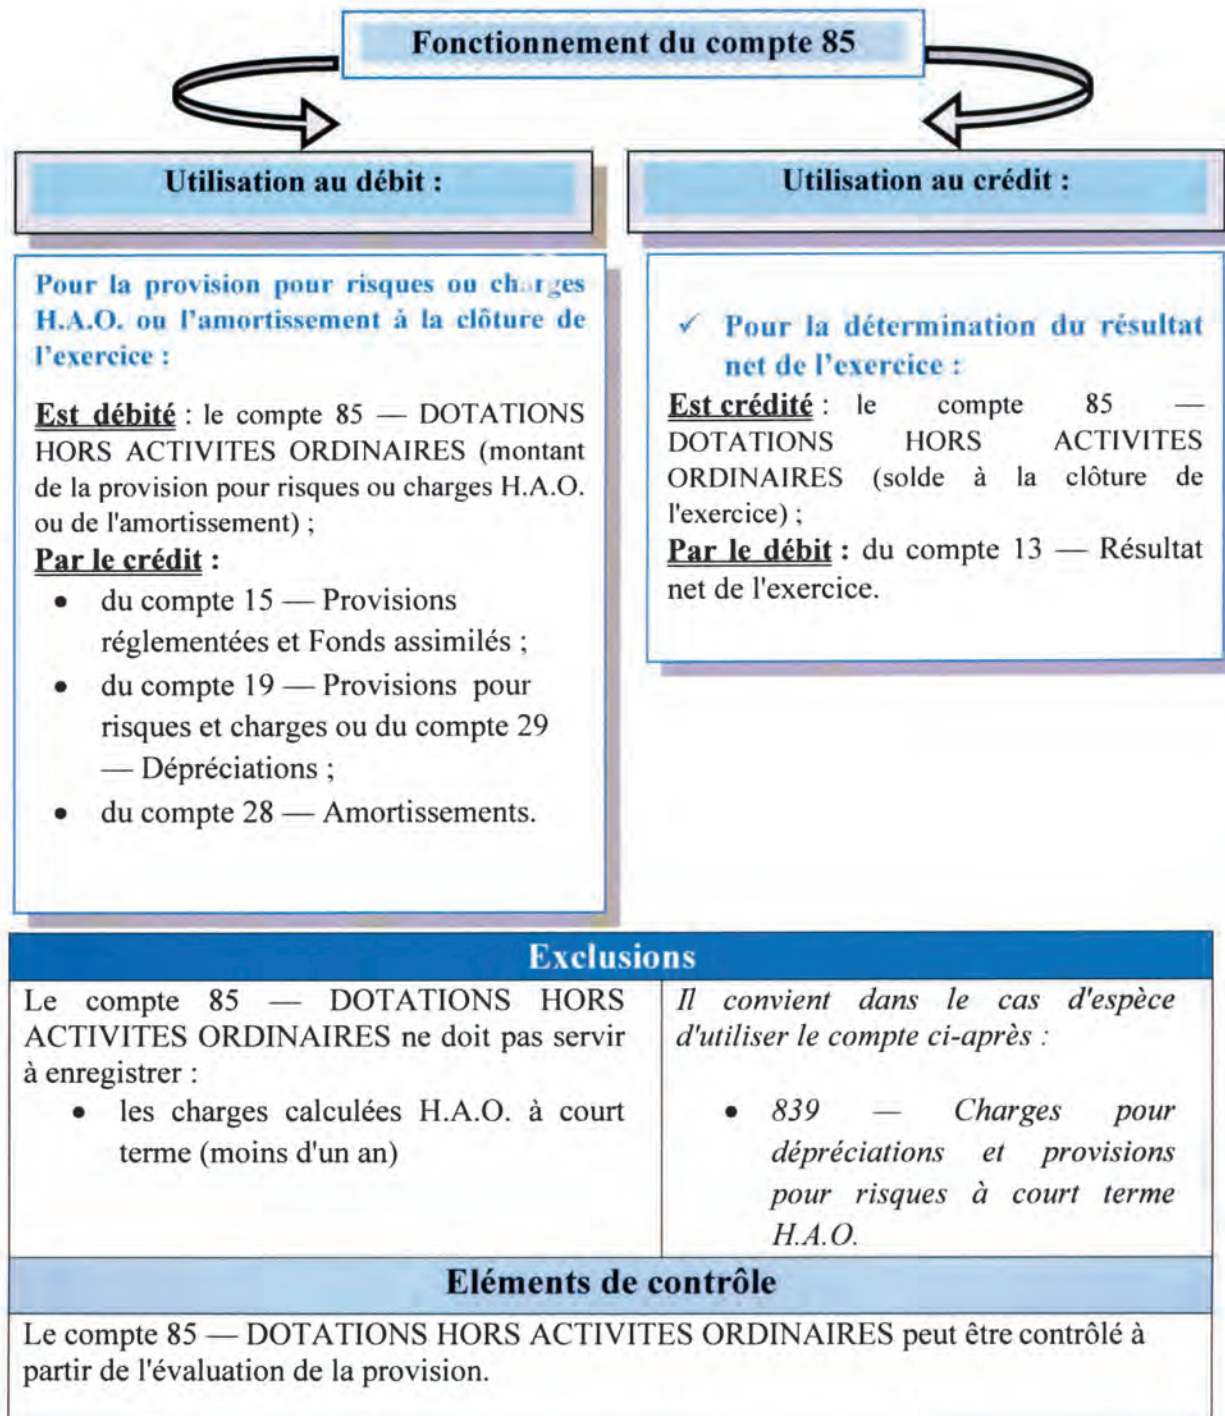 Fonctionnement du compte 85
Utilisation au débit :
Pour la provision pour risques ou charges
H.A.O. ou l'amortissement à la clôture de
l'exercice :
Est débité : le compte 85 — DOTATIONS
HORS ACTIVITES ORDINAIRES (montant
de la provision pour risques ou charges H.A.O.
ou de l'amortissement) ;
Par le crédit :
• du compte 15 — Provisions
réglementées et Fonds assimilés ;
• du compte 19 — Provisions pour
risques et charges ou du compte 29
— Dépréciations ;
• du compte 28 — Amortissements.
Utilisation au crédit :
✓ Pour la détermination du résultat
net de l'exercice :
Est crédité : le compte 85 —
DOTATIONS HORS ACTIVITES
ORDINAIRES (solde à la clôture de
l'exercice) ;
Par le débit : du compte 13 — Résultat
net de l'exercice.
Exclusions
Le compte 85 — DOTATIONS HORS
ACTIVITES ORDINAIRES ne doit pas servir
à enregistrer :
• les charges calculées H.A.O. à court
terme (moins d'un an)
Il convient dans le cas d'espèce
d'utiliser le compte ci-après :
• 839 — Charges pour
dépréciations et provisions
pour risques à court terme
H.A.O.
Eléments de contrôle
Le compte 85 — DOTATIONS HORS ACTIVITES ORDINAIRES peut être contrôlé à
partir de l'évaluation de la provision.